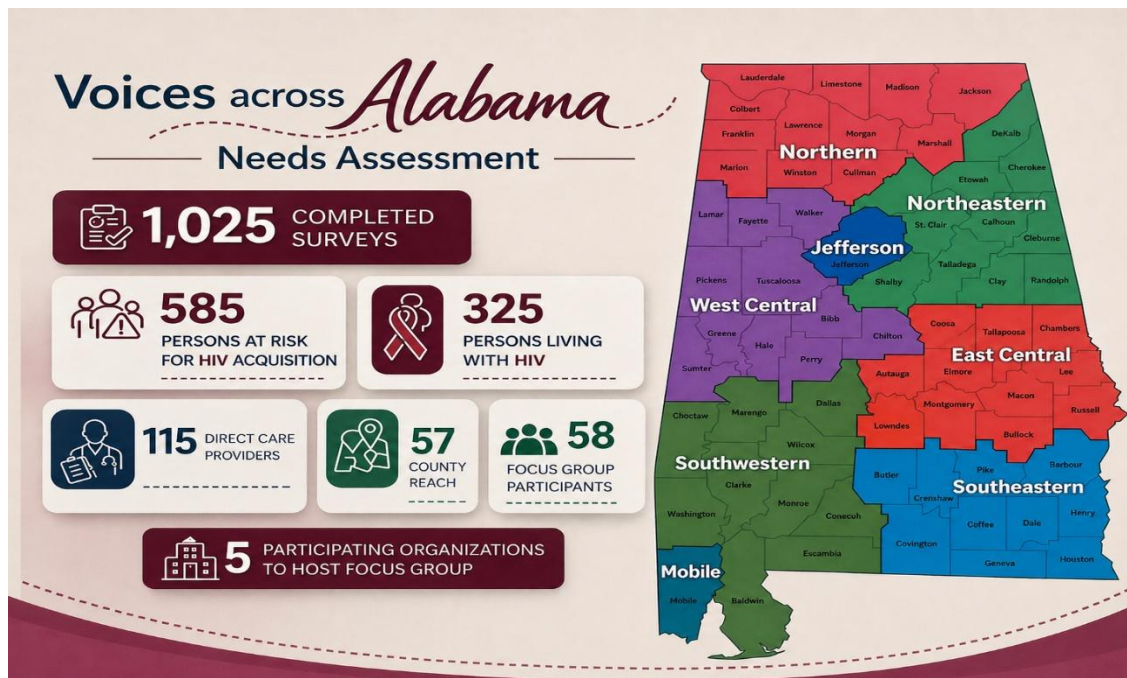 Voices across Alabama
Needs Assessment
1,025 COMPLETED
SURVEYS
585
PERSONS AT RISK
FOR HIV ACQUISITION
325
PERSONS LIVING
WITH HIV
115 DIRECT CARE
PROVIDERS
57
COUNTY
REACH
58
FOCUS GROUP
PARTICIPANTS
5 PARTICIPATING ORGANIZATIONS
TO HOST FOCUS GROUP
Lauderdale
Limestone
Madison
Jackson
Colbert
Franklin
Lawrence
Morgan
Marshall
DeKalb
Northern
Marion
Winston
Cullman
Cherokee
Etowah
Northeastern
Lamar
Fayette
Walker
St. Clair
Calhoun
Cleburne
Jefferson
Jefferson
Talladega
Pickens
Tuscaloosa
Shalby
Clay
Randolph
West Central
Bibb
Chilton
Coosa
Tallapoosa
Chambers
Greene
Hale
Perry
East Central
Sumter
Autauga
Elmore
Lee
Dallas
Montgomery
Macon
Russell
Choctaw
Marengo
Lowndes
Bullock
Wilcox
Southwestern
Butler
Pike
Rarbour
Clarke
Southeastern
Crenshaw
Washington
Monroe
Conecuh
Henry
Coffee
Dale
Covington
Escambia
Geneva
Houston
Mobile
Mobile
Baldwin